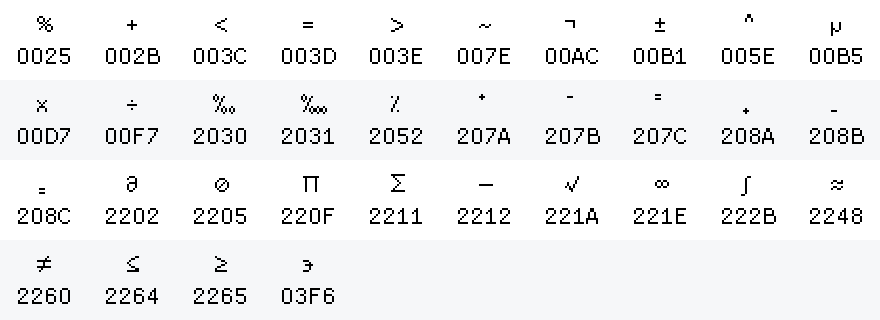 % + < = > ~ ¬ ± ^ µ
0025 002B 003C 003D 003E 007E 00AC 00B1 005E 00B5
× ÷ ‰ ‱ ⁒ ⁺ ⁻ ⁼ ₊ ₋
00D7 00F7 2030 2031 2052 207A 207B 207C 208A 208B
₌ ∂ ∅ ∏ ∑ − √ ∞ ∫ ≈
208C 2202 2205 220F 2211 2212 221A 221E 222B 2248
≠ ≤ ≥ ϶
2260 2264 2265 03F6